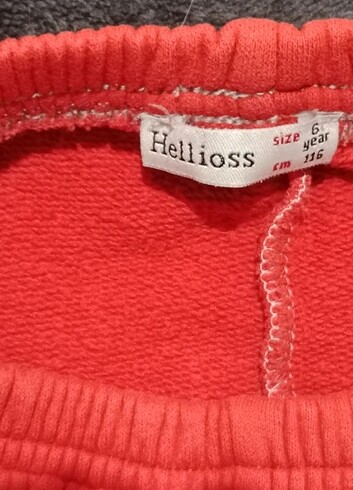 Hellioss
size 6 year
cm 116